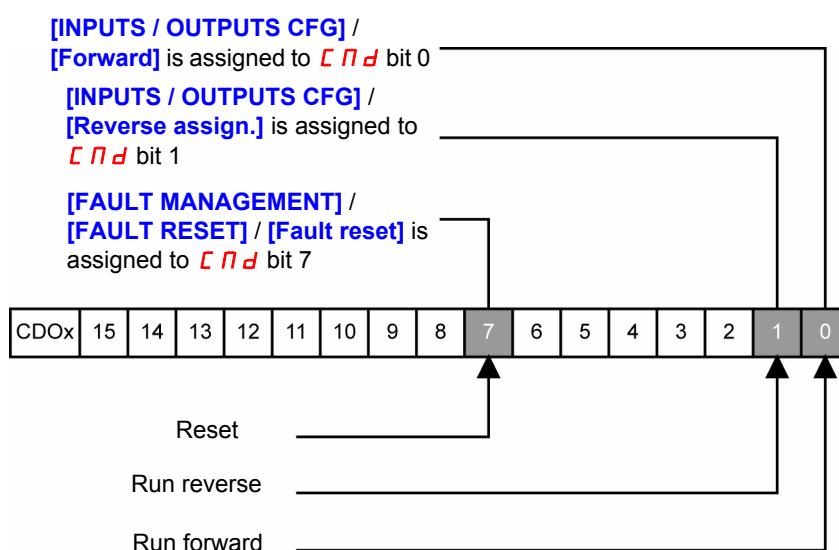 [INPUTS / OUTPUTS CFG] /
[Forward] is assigned to CMd bit 0
[INPUTS / OUTPUTS CFG] /
[Reverse assign.] is assigned to
CMd bit 1
[FAULT MANAGEMENT] /
[FAULT RESET] / [Fault reset] is
assigned to CMd bit 7
CDOx 15 14 13 12 11 10 9 8 7 6 5 4 3 2 1 0
Reset
Run reverse
Run forward